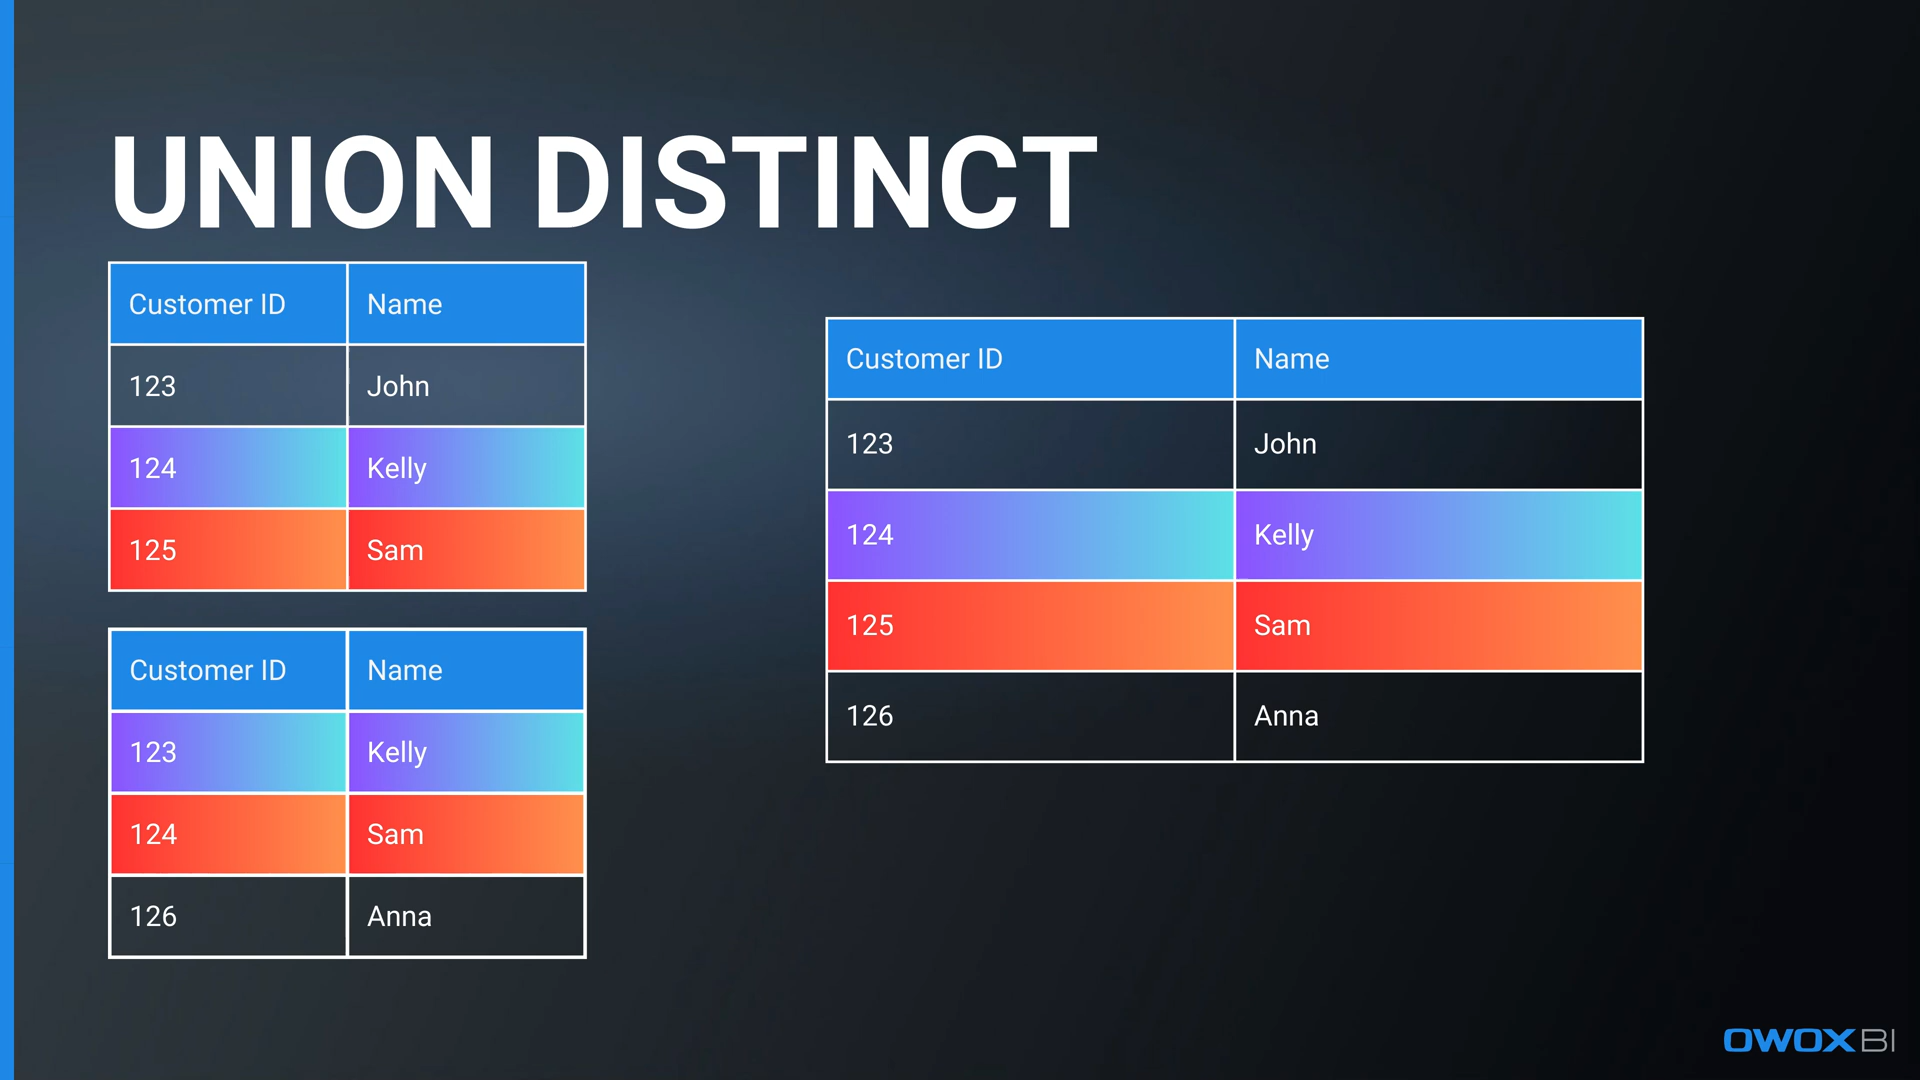 UNION DISTINCT
Customer ID Name
123 John
124 Kelly
125 Sam
Customer ID Name
123 Kelly
124 Sam
126 Anna
Customer ID Name
123 John
124 Kelly
125 Sam
126 Anna
OWOX BI